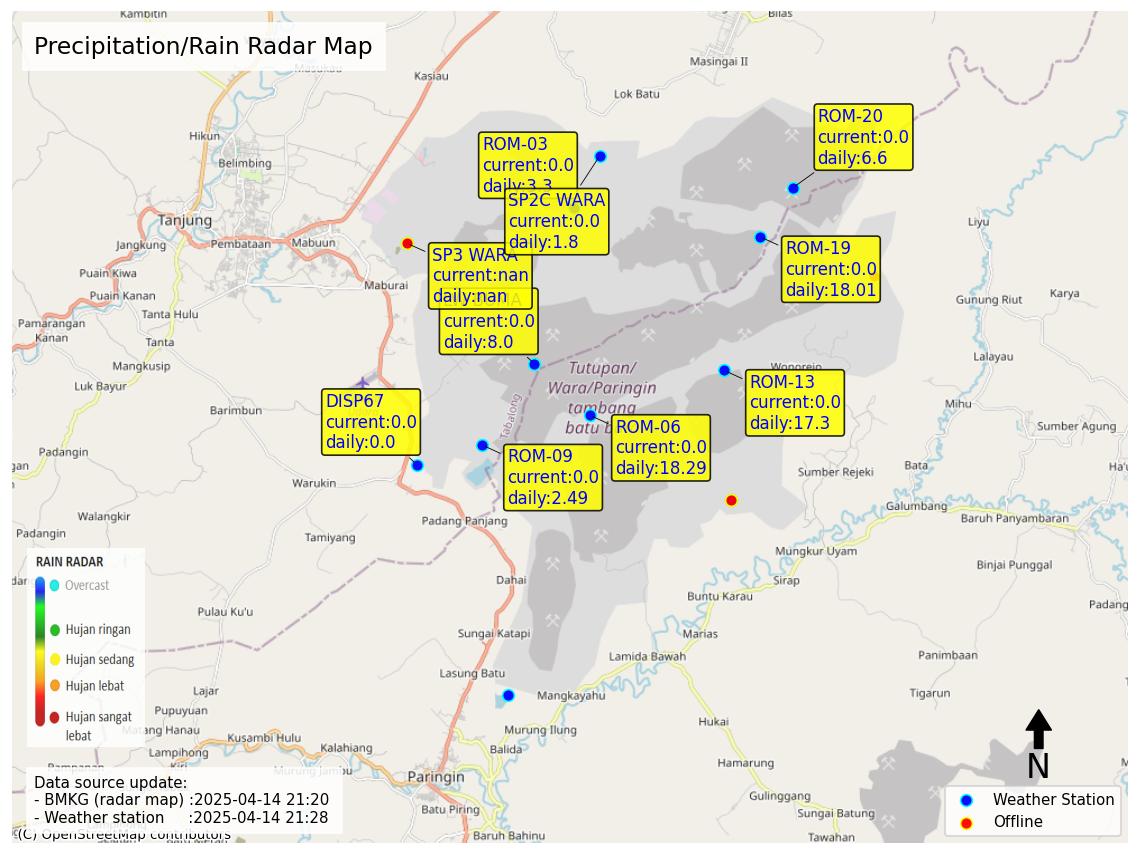 Kambitin
Bilas
Precipitation/Rain Radar Map
Masukau
Kasiau
Masingai II
Lok Batu
Hikun
Belimbing
ROM-03
current:0.0
daily:3.3
ROM-20
current:0.0
daily:6.6
SP2C WARA
current:0.0
daily:1.8
Tanjung
Jangkung
Pembataan
Mabuun
Liyu
SP3 WARA
current:nan
daily:nan
ROM-19
current:0.0
daily:18.01
Puain Kiwa
Maburai
Puain Kanan
Tanta Hulu
Gunung Riut
Karya
current:0.0
daily:8.0
Pamarangan
Kanan
Tanta
Mangkusip
Luk Bayur
Lalayau
Wonorejo
Tutupan/
Wara/Paringin
tambang
batu b
Tabalong
ROM-13
current:0.0
daily:17.3
DISP67
current:0.0
daily:0.0
Barimbun
Mihu
ROM-06
current:0.0
daily:18.29
Sumber Agung
Padangin
ROM-09
current:0.0
daily:2.49
Bata
Batu
Sumber Rejeki
Warukin
Galumbang
Baruh Panyambaran
Walangkir
Padang Panjang
Padangin
Tamiyang
Mungkur Uyam
Binjai Punggal
RAIN RADAR
Overcast
Hujan ringan
Hujan sedang
Hujan lebat
Hujan sangat
lebat
Dahai
Sirap
Buntu Karau
Padang
Pulau Ku'u
Sungai Katapi
Marias
Lamida Bawah
Panimbaan
Lasung Batu
Lajar
Mangkayahu
Tigarun
Pupuyuan
Matang Hanau
Kusambi Hulu
Murung Ilung
Hukai
Lampihong
Kiri
Kalahiang
Balida
Murung Jambu
Hamarung
N
Paringin
Gulinggang
Batu Piring
Sungai Batung
Baruh Bahinu
Tawahan
Data source update:
- BMKG (radar map) :2025-04-14 21:20
- Weather station :2025-04-14 21:28
(C) OpenStreetMap contributors
Weather Station
Offline